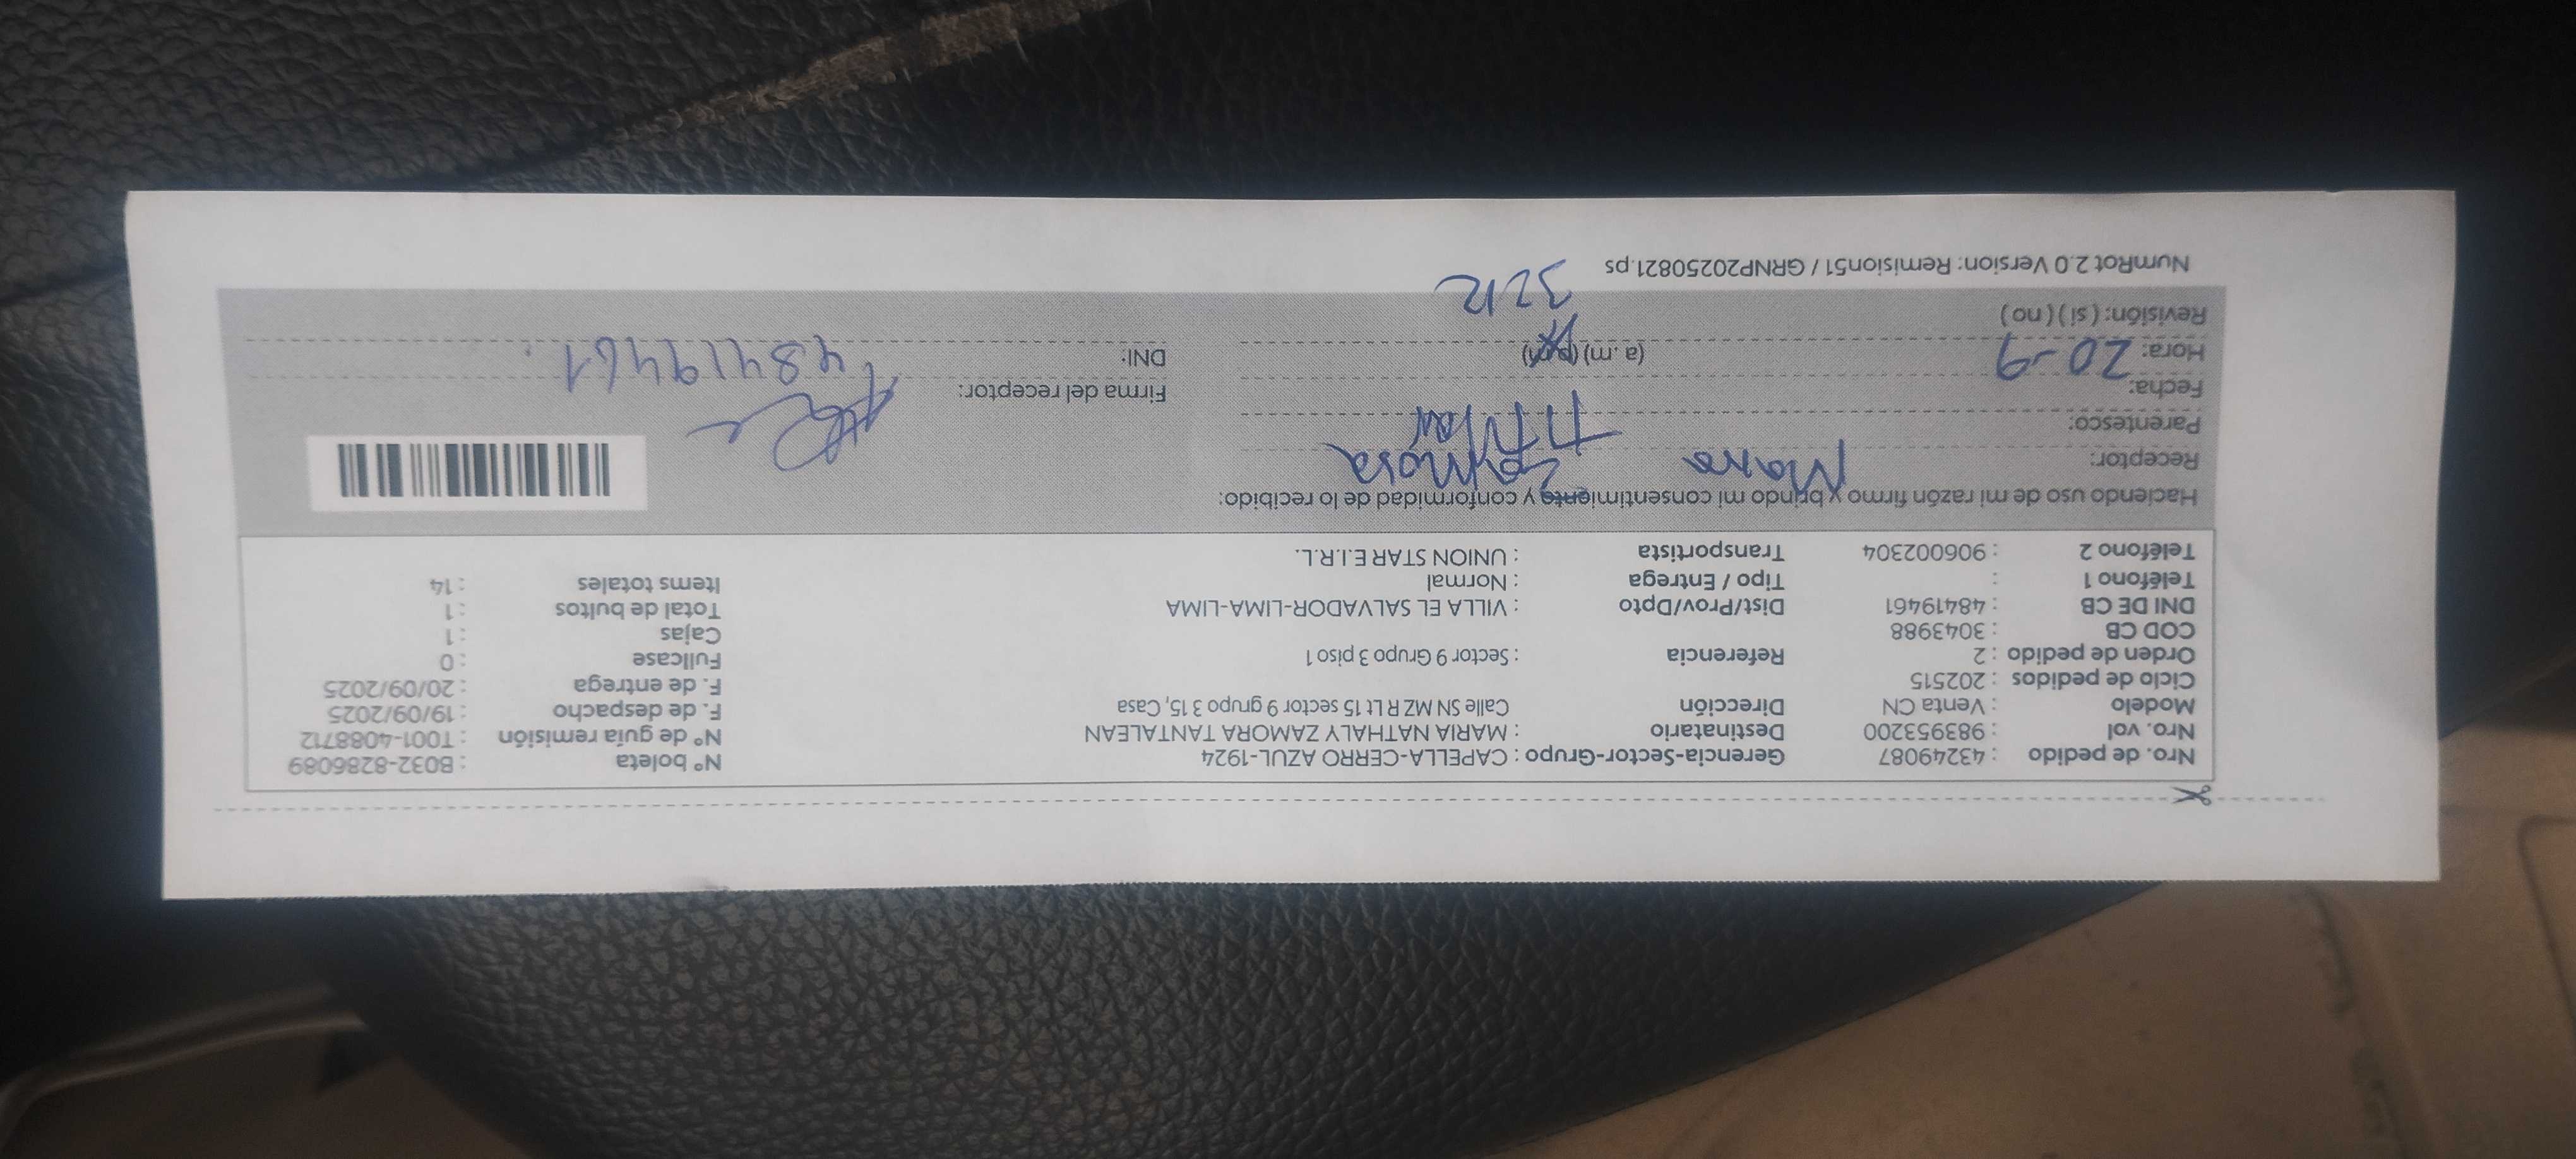 Nro. de pedido : 43249087 Gerencia-Sector-Grupo : CAPELLA-CERRO AZUL-1924 N° boleta : B032-8286089
Nro. vol : 983953200 Destinatario : MARIA NATHALY ZAMORA TANTALEAN N° de guía remisión : T001-4088712
Modelo : Venta CN Dirección Calle SN MZ R Lt 15 sector 9 grupo 3 15, Casa F. de despacho : 19/09/2025
Ciclo de pedidos : 202515 F. de entrega : 20/09/2025
Orden de pedido : 2 Referencia : Sector 9 Grupo 3 piso 1 Fullcase : 0
COD CB : 3043988 Cajas : 1
DNI DE CB : 48419461 Dist/Prov/Dpto : VILLA EL SALVADOR-LIMA-LIMA Total de bultos : 1
Teléfono 1 : Tipo / Entrega : Normal Items totales : 14
Teléfono 2 : 906002304 Transportista : UNION STAR E.I.R.L.
Haciendo uso de mi razón firmo y brindo mi consentimiento y conformidad de lo recibido:
Receptor: Zamora
Parentesco:
Fecha: 20-9 Firma del receptor:
Hora: (a.m) (p.m) DNI:
Revisión: (si) (no)
NumRot 2.0 Version: Remision51 / GRNP20250821.ps